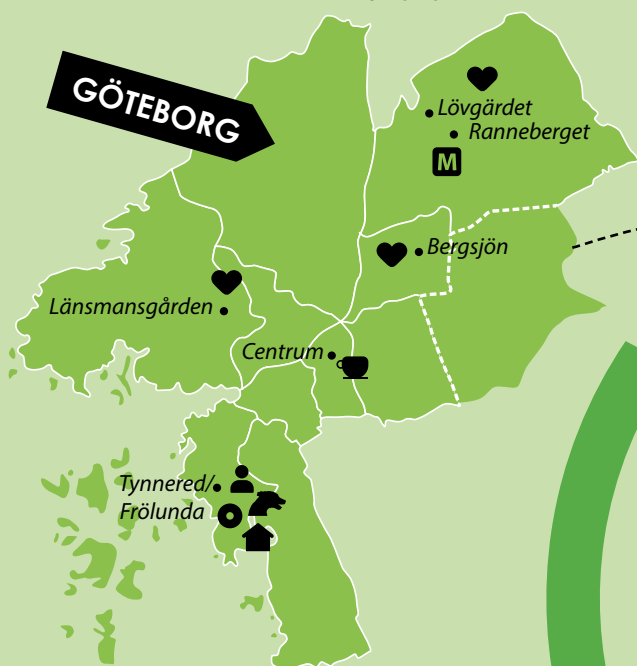 GÖTEBORG
Lövgärdet
Ranneberget
M
Bergsjön
Länsmansgården
Centrum
Tynnered/
Frölunda